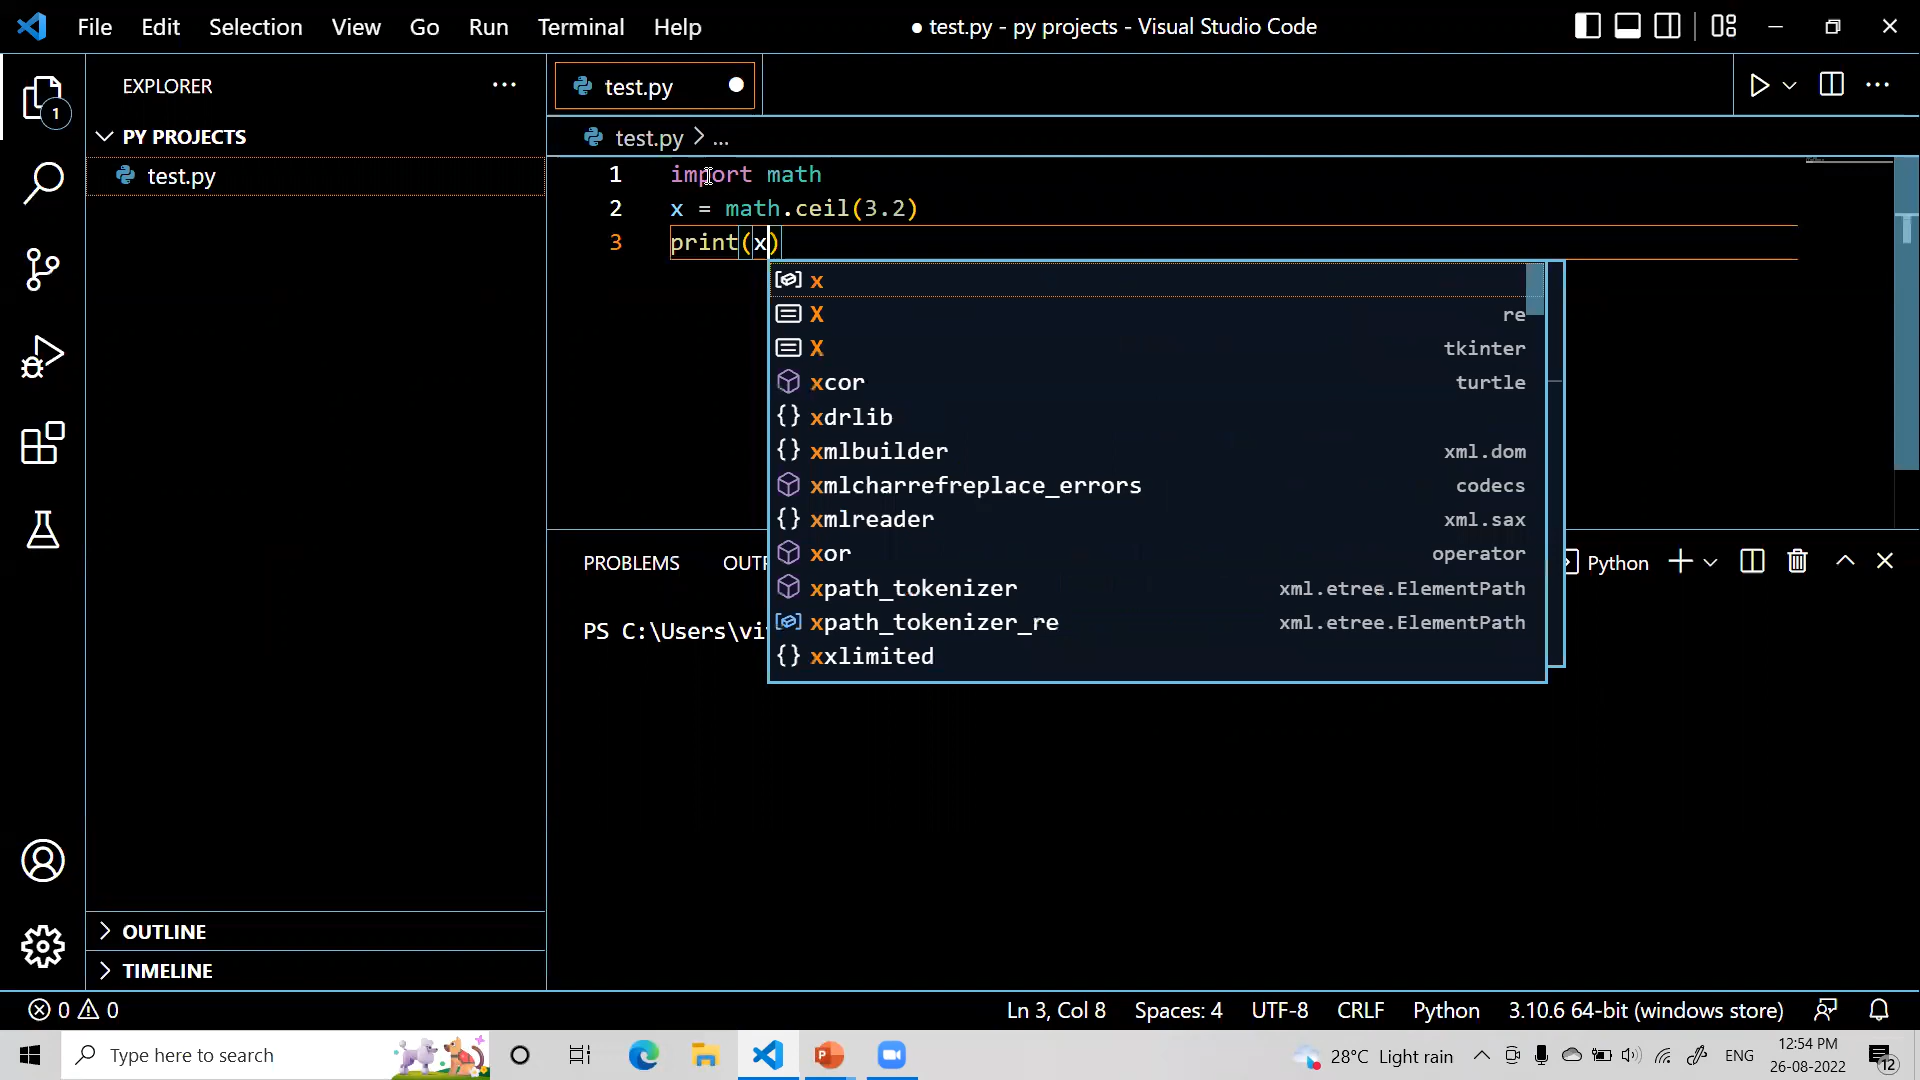 File Edit Selection View Go Run Terminal Help
● test.py - py projects - Visual Studio Code
EXPLORER
test.py
1
PY PROJECTS
test.py > ...
test.py
1 import math
2 x = math.ceil(3.2)
3 print(x)
x
X re
X tkinter
xcor turtle
xdrlib
xmlbuilder xml.dom
xmlcharrefreplace_errors codecs
xmlreader xml.sax
xor operator
xpath_tokenizer xml.etree.ElementPath
xpath_tokenizer_re xml.etree.ElementPath
xxlimited
PROBLEMS OUTP Python
PS C:\Users\vi
OUTLINE
TIMELINE
0 0 Ln 3, Col 8 Spaces: 4 UTF-8 CRLF Python 3.10.6 64-bit (windows store)
Type here to search
28°C Light rain ENG
12:54 PM
26-08-2022
12